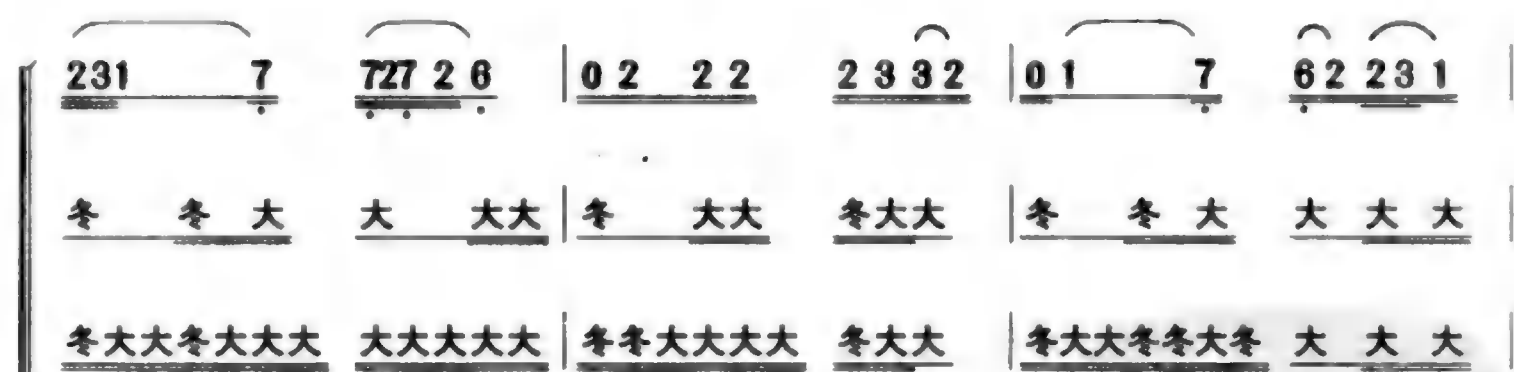 231 7 727 2 6 | 0 2 2 2 2 3 3 2 | 0 1 7 6 2 2 3 1 |
冬 冬 大 大 大大 | 冬 大大 冬大大 | 冬 冬 大 大 大 大 |
冬大大冬大大大 大大大大大 | 冬冬大大大大 冬大大 | 冬大大冬冬大冬 大 大 大 |